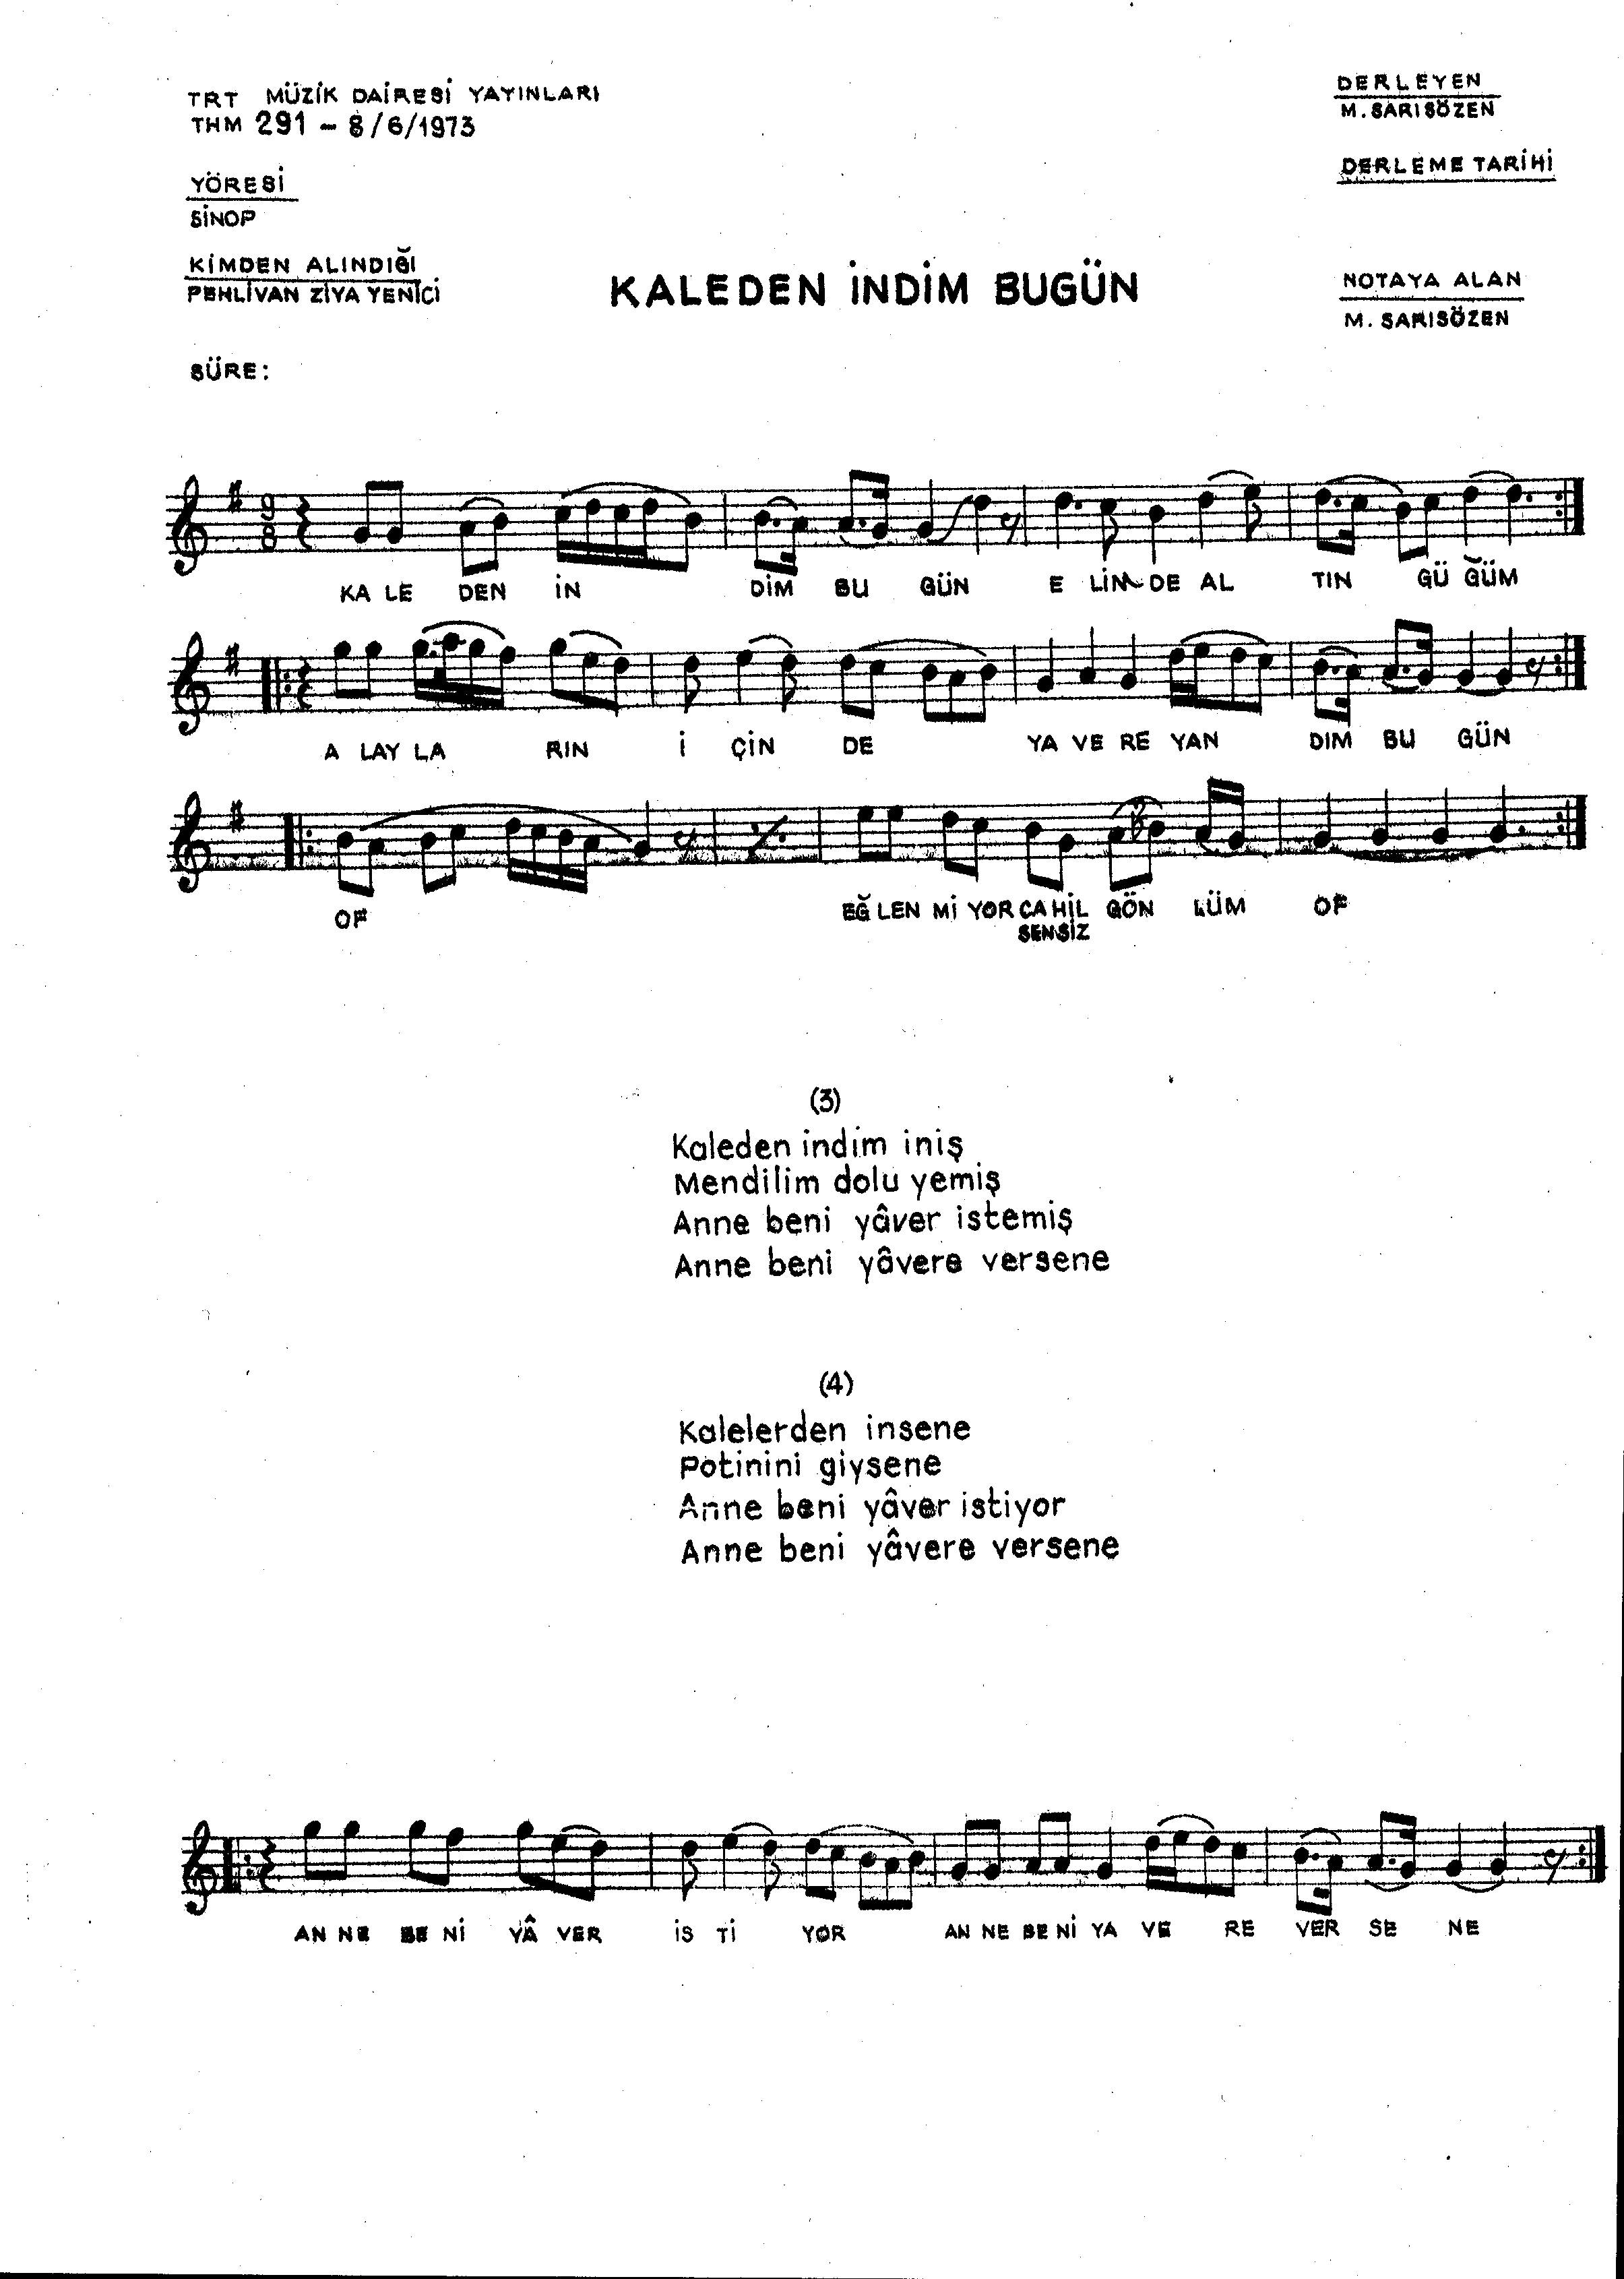 TRT MÜZİK DAİRESİ YAYINLARI
THM 291 – 8/6/1973
DERLEYEN
M. SARISÖZEN
DERLEME TARİHİ
YÖRESİ
SİNOP
KİMDEN ALINDIĞI
PEHLİVAN ZİYA YENİCİ
KALEDEN İNDİM BUGÜN
NOTAYA ALAN
M. SARISÖZEN
SÜRE:
9
8
KA LE DEN İN DİM BU GÜN E LİN DE AL TIN GÜ ĞÜM
A LAY LA RIN İ ÇİN DE YA VE RE YAN DIM BU GÜN
OF EĞ LEN Mİ YOR CA HİL GÖN LÜM OF
SENSİZ
(3)
Kaleden indim iniş
Mendilim dolu yemiş
Anne beni yâver istemiş
Anne beni yâvere versene
(4)
Kalelerden insene
Potinini giysene
Anne beni yâver istiyor
Anne beni yâvere versene
AN NE BE Nİ YÂ VER İS Tİ YOR AN NE BE Nİ YA VE RE VER SE NE